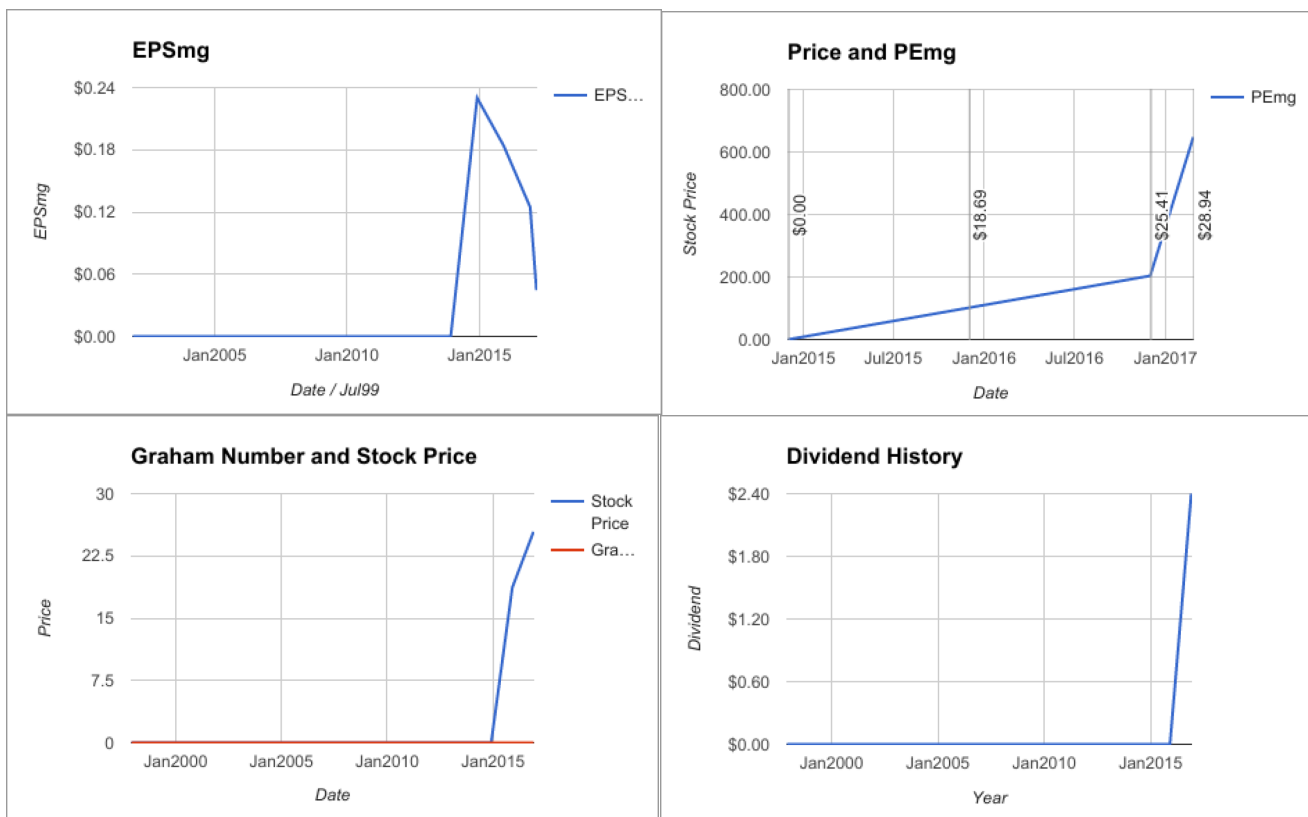 EPSmg
$0.24
$0.18
$0.12
$0.06
$0.00
EPSmg
Jan2005
Jan2010
Jan2015
Date / Jul99
EPS…
Price and PEmg
800.00
600.00
400.00
200.00
0.00
Stock Price
$0.00
$18.69
$25.41
$28.94
Jan2015
Jul2015
Jan2016
Jul2016
Jan2017
Date
PEmg
Graham Number and Stock Price
30
22.5
15
7.5
0
Price
Jan2000
Jan2005
Jan2010
Jan2015
Date
Stock
Price
Gra…
Dividend History
$2.40
$1.80
$1.20
$0.60
$0.00
Dividend
Jan2000
Jan2005
Jan2010
Jan2015
Year